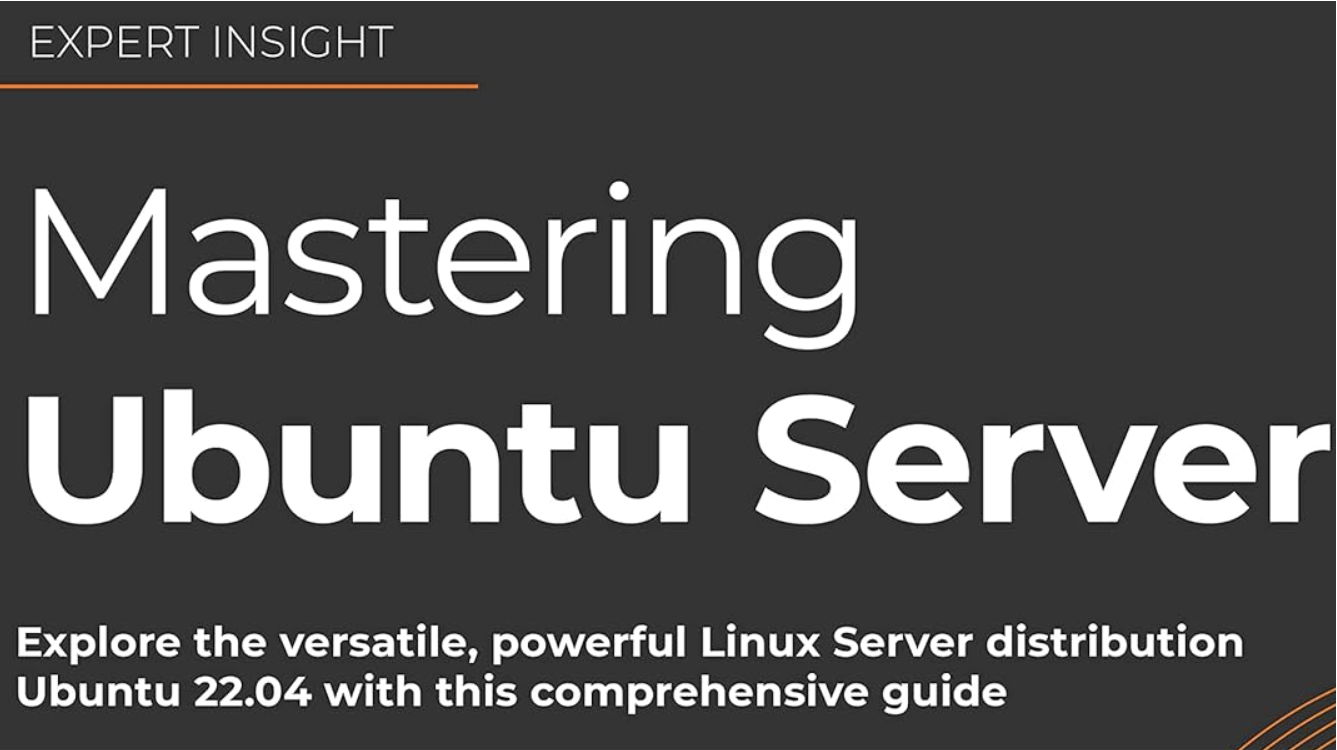 EXPERT INSIGHT
Mastering
Ubuntu Server
Explore the versatile, powerful Linux Server distribution
Ubuntu 22.04 with this comprehensive guide